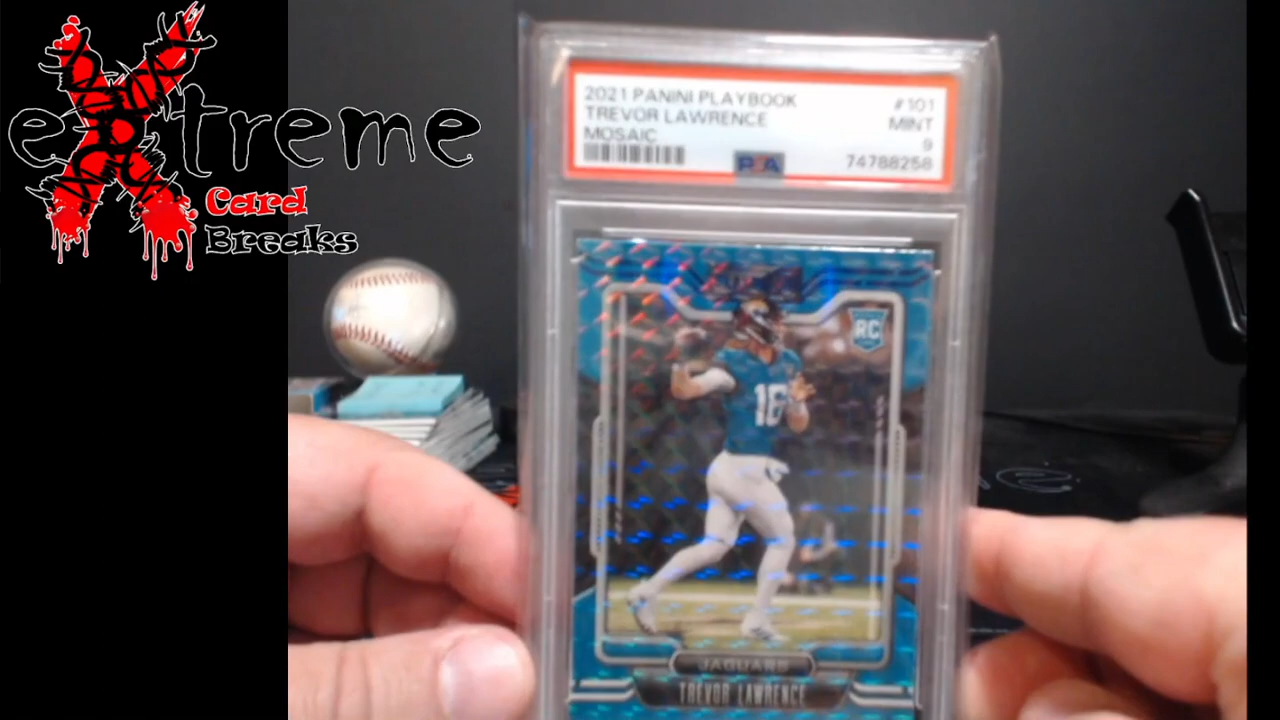 extreme
Card
Breaks
2021 PANINI PLAYBOOK #101
TREVOR LAWRENCE MINT
MOSAIC 9
PSA 74788258
RC
16
JAGUARS
TREVOR LAWRENCE